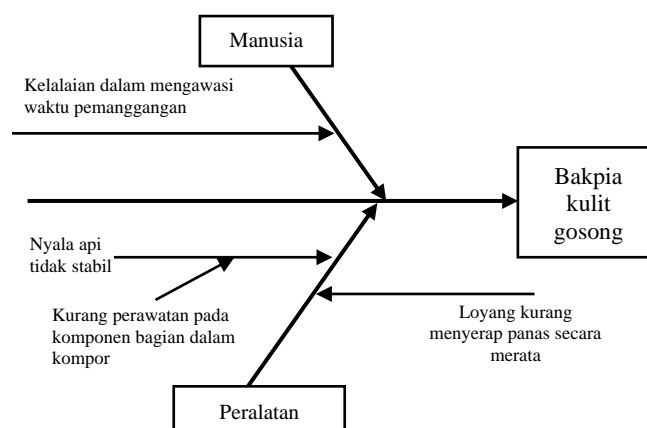 Manusia
Kelalaian dalam mengawasi
waktu pemanggangan
Bakpia
kulit
gosong
Nyala api
tidak stabil
Kurang perawatan pada
komponen bagian dalam
kompor
Loyang kurang
menyerap panas secara
merata
Peralatan